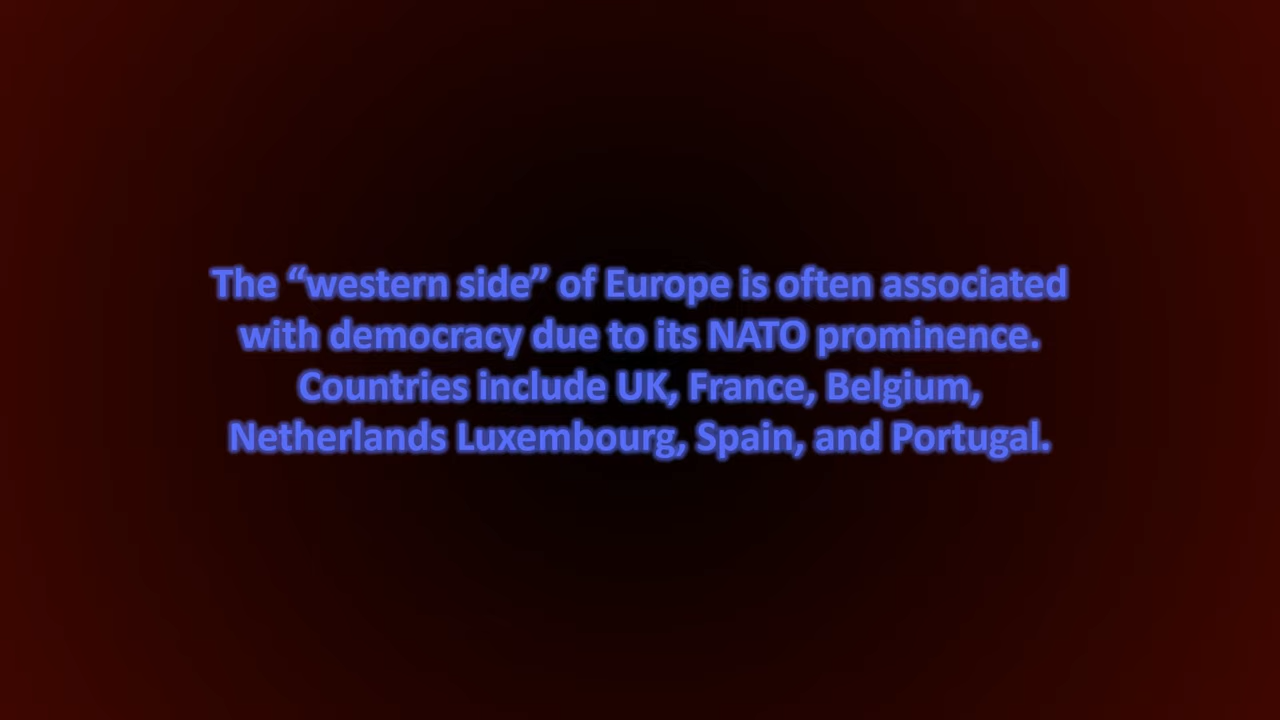 The “western side” of Europe is often associated
with democracy due to its NATO prominence.
Countries include UK, France, Belgium,
Netherlands Luxembourg, Spain, and Portugal.